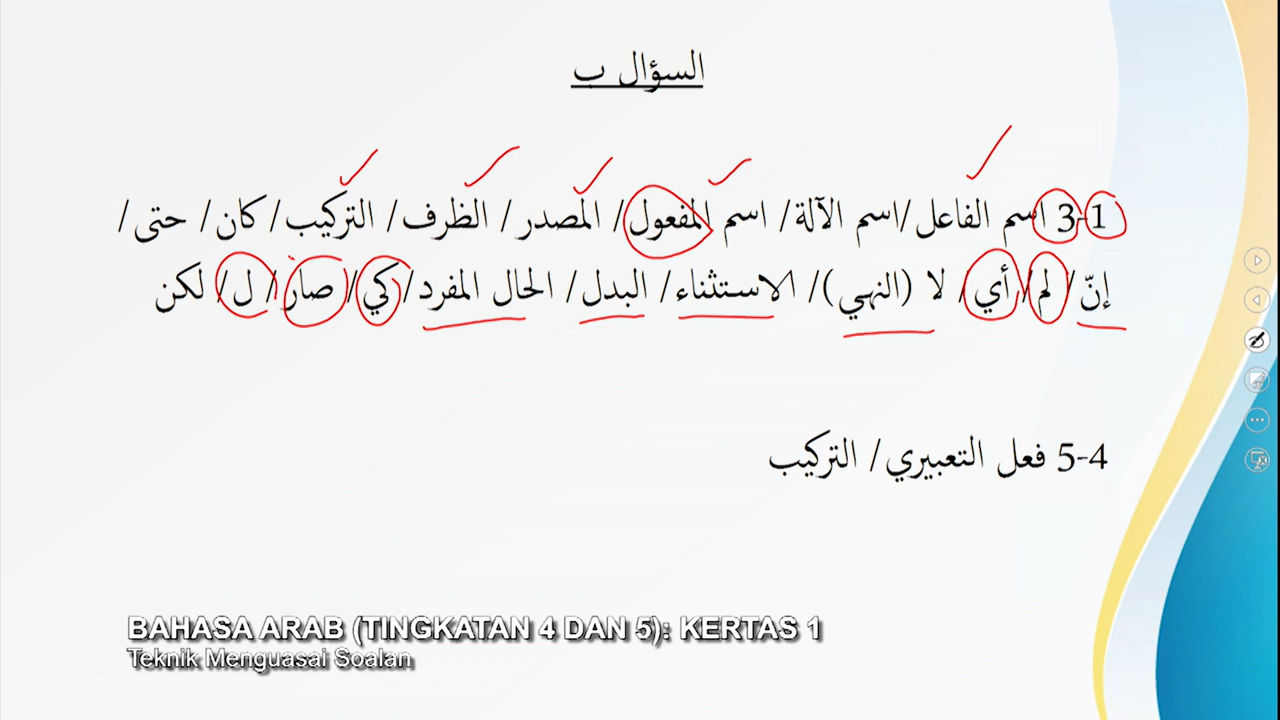 السؤال ب
1-3 اسم الفاعل/اسم الآلة/ اسم المفعول/ المصدر/ الظرف/ التركيب/ كان/ حتى/
إنّ/ لم/ أي/ لا (النهي)/ الاستثناء/ البدل/ الحال المفرد/ كي/ صار/ ل/ لكن
4-5 فعل التعبيري/ التركيب
BAHASA ARAB (TINGKATAN 4 DAN 5): KERTAS 1
Teknik Menguasai Soalan